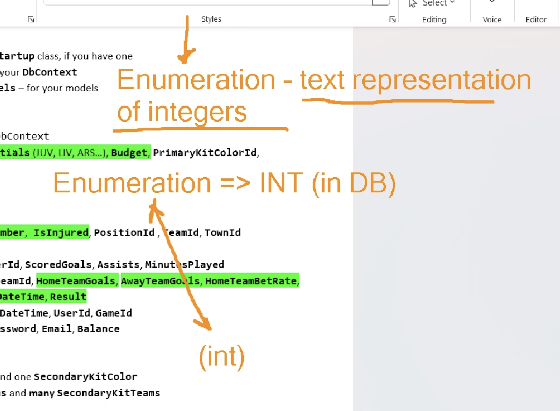 Select
Styles
Editing
Voice
Editor
tartup class, if you have one
your DbContext
els – for your models
Enumeration - text representation
of integers
DbContext
tials (JUV, LIV, ARS…), Budget, PrimaryKitColorId,
Enumeration => INT (in DB)
mber, IsInjured, PositionId, TeamId, TownId
erId, ScoredGoals, Assists, MinutesPlayed
eamId, HomeTeamGoals, AwayTeamGoals, HomeTeamBetRate,
DateTime, Result
DateTime, UserId, GameId
ssword, Email, Balance
(int)
nd one SecondaryKitColor
s and many SecondaryKitTeams